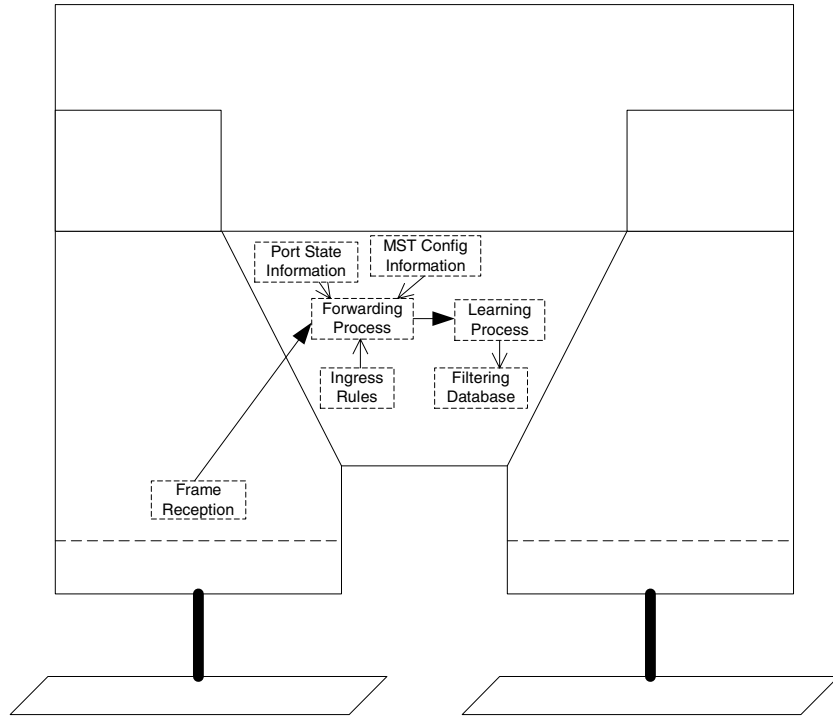 Port State
Information
MST Config
Information
Forwarding
Process
Learning
Process
Ingress
Rules
Filtering
Database
Frame
Reception